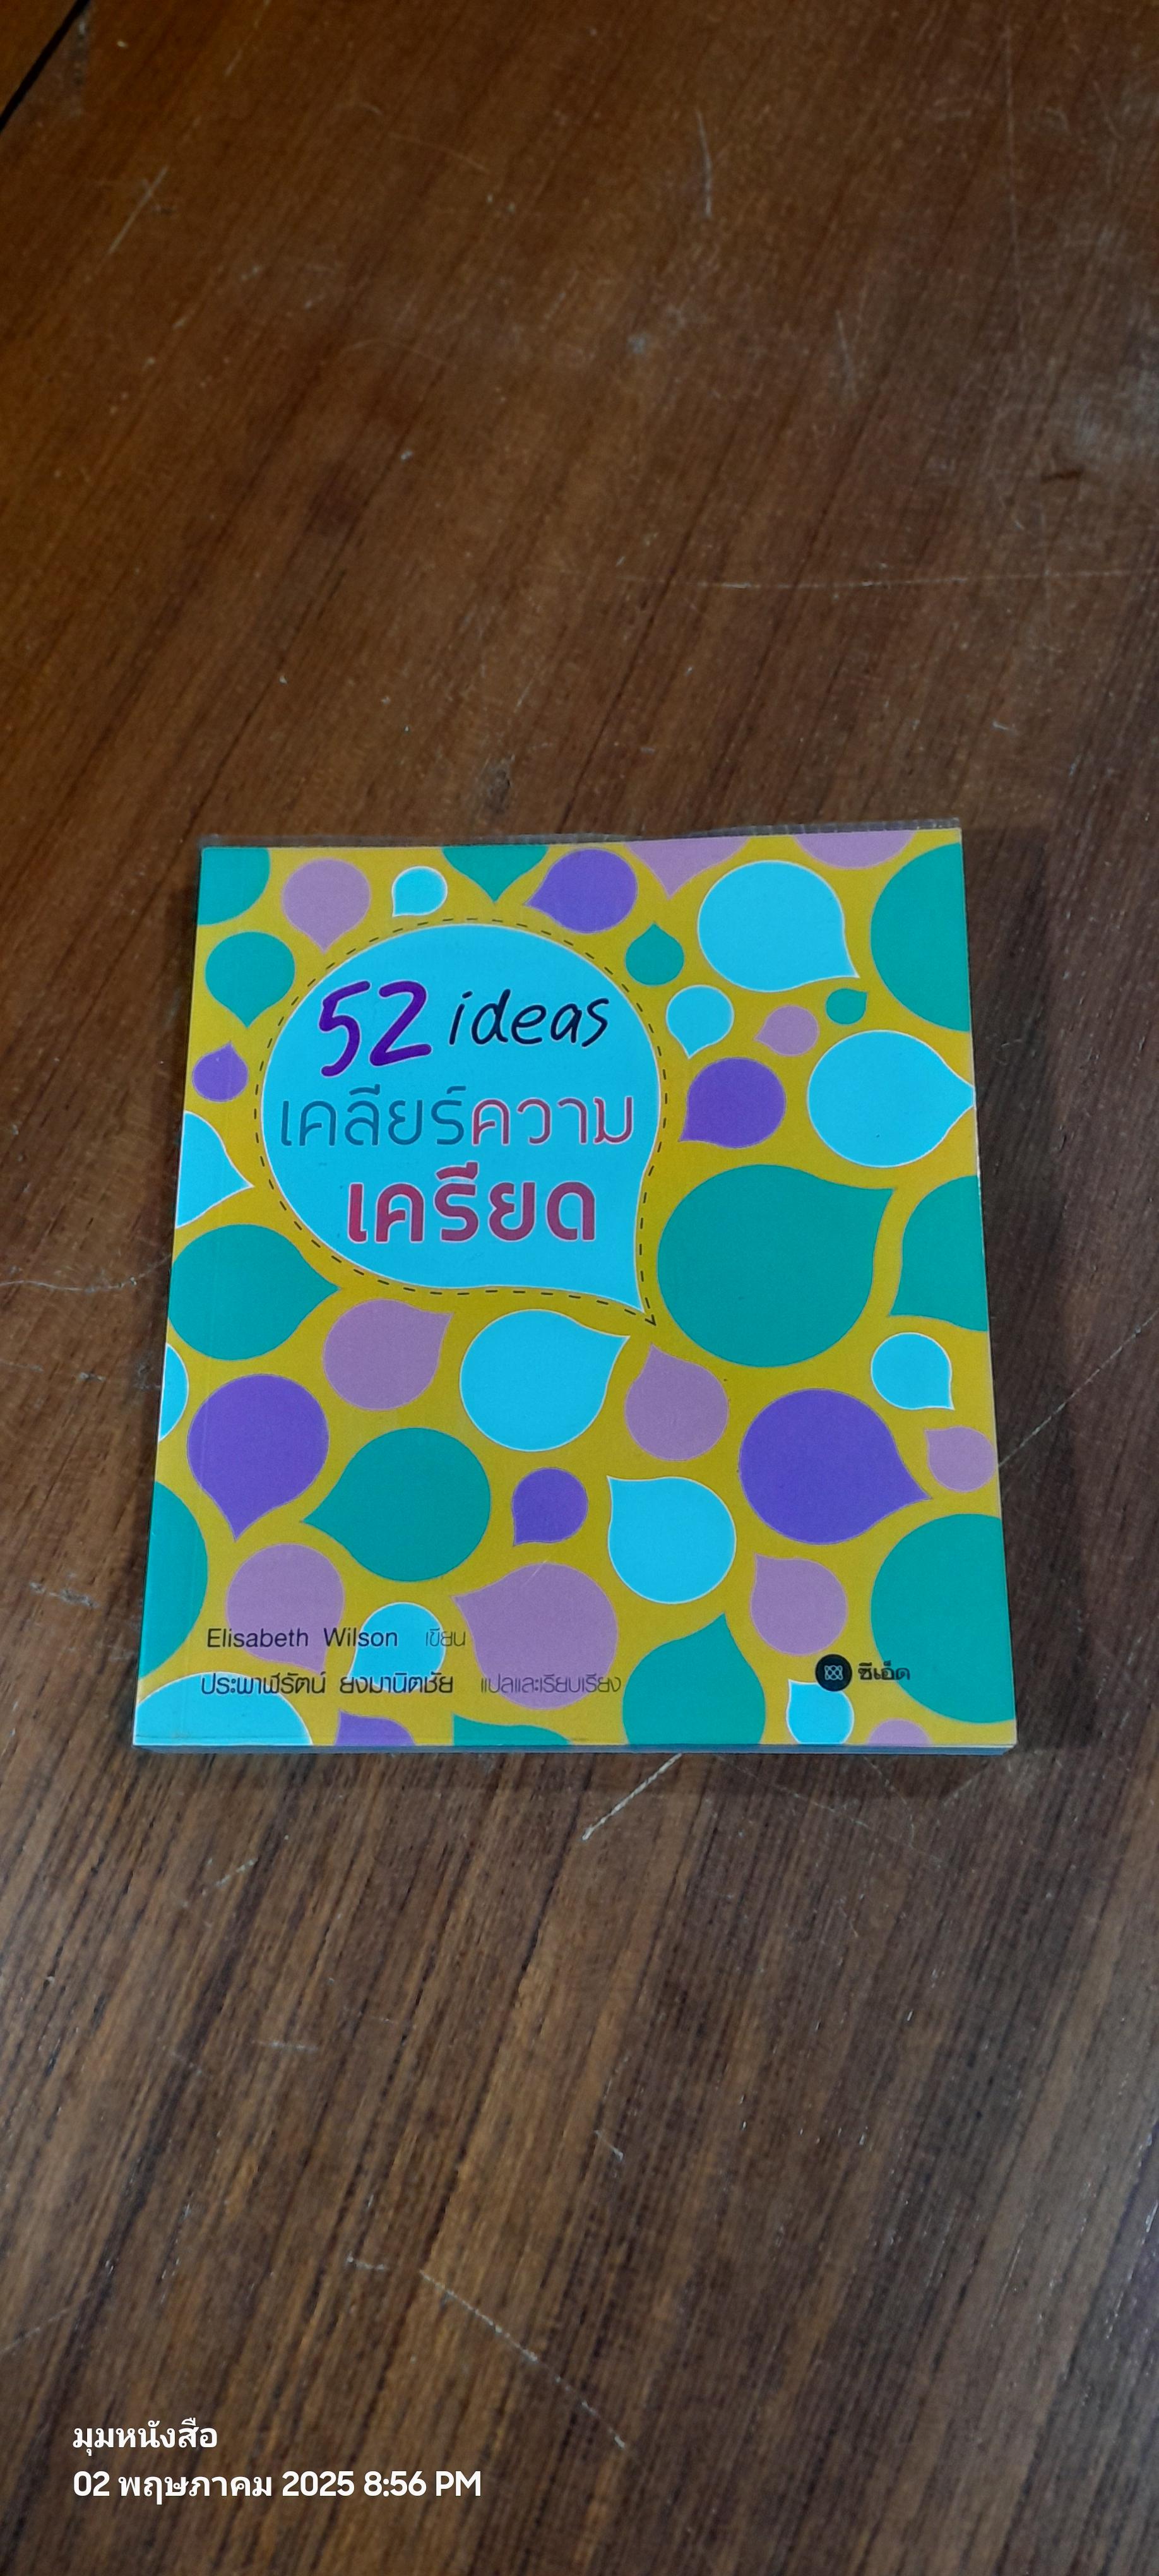 52 ideas
เคลียร์ความ
เครียด
Elisabeth Wilson เขียน
ประพาฬรัตน์ ยงมานิตชัย แปลและเรียบเรียง
ซีเอ็ด
มุมหนังสือ
02 พฤษภาคม 2025 8:56 PM